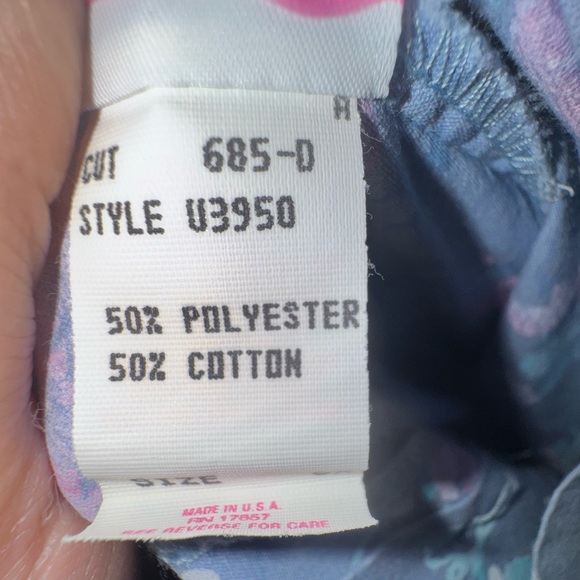 A
CUT 685-D
STYLE U3950
50% POLYESTER
50% COTTON
SIZE
MADE IN U.S.A.
RN 17857
SEE REVERSE FOR CARE